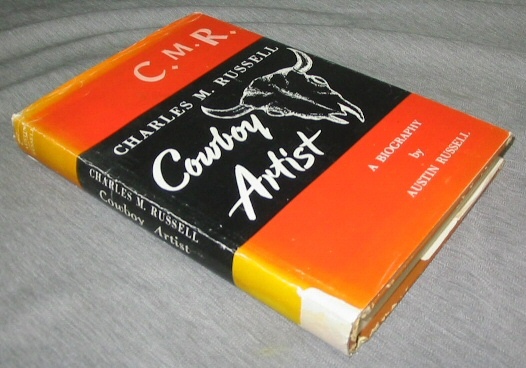 C.M.R.
CHARLES M. RUSSELL
Cowboy
Artist
A BIOGRAPHY
by
AUSTIN RUSSELL
CHARLES M. RUSSELL
Cowboy Artist